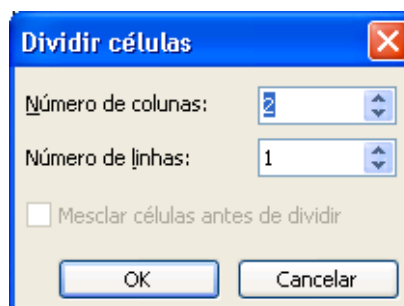 Dividir células
Número de colunas: 2
Número de linhas: 1
Mesclar células antes de dividir
OK Cancelar